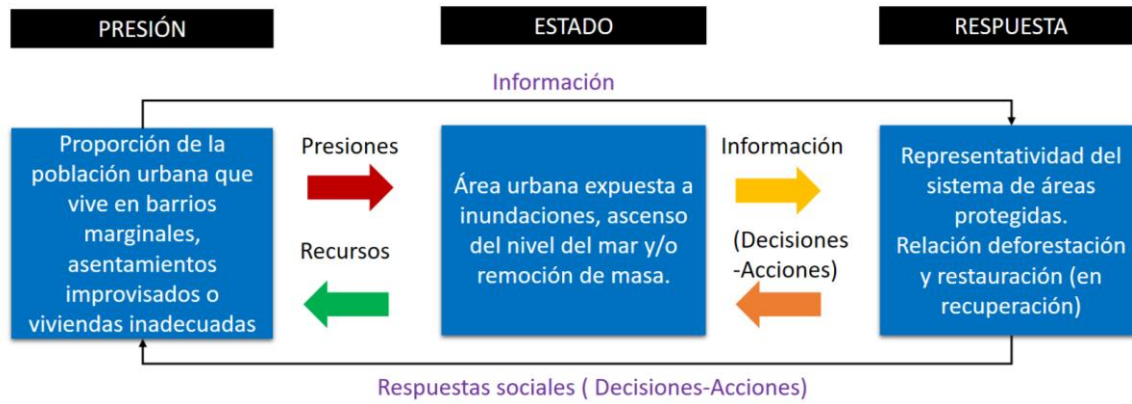 PRESIÓN
ESTADO
RESPUESTA
Información
Proporción de la
población urbana que
vive en barrios
marginales,
asentamientos
improvisados o
viviendas inadecuadas
Presiones
Recursos
Área urbana expuesta a
inundaciones, ascenso
del nivel del mar y/o
remoción de masa.
Información
(Decisiones
-Acciones)
Representatividad del
sistema de áreas
protegidas.
Relación deforestación
y restauración (en
recuperación)
Respuestas sociales ( Decisiones-Acciones)